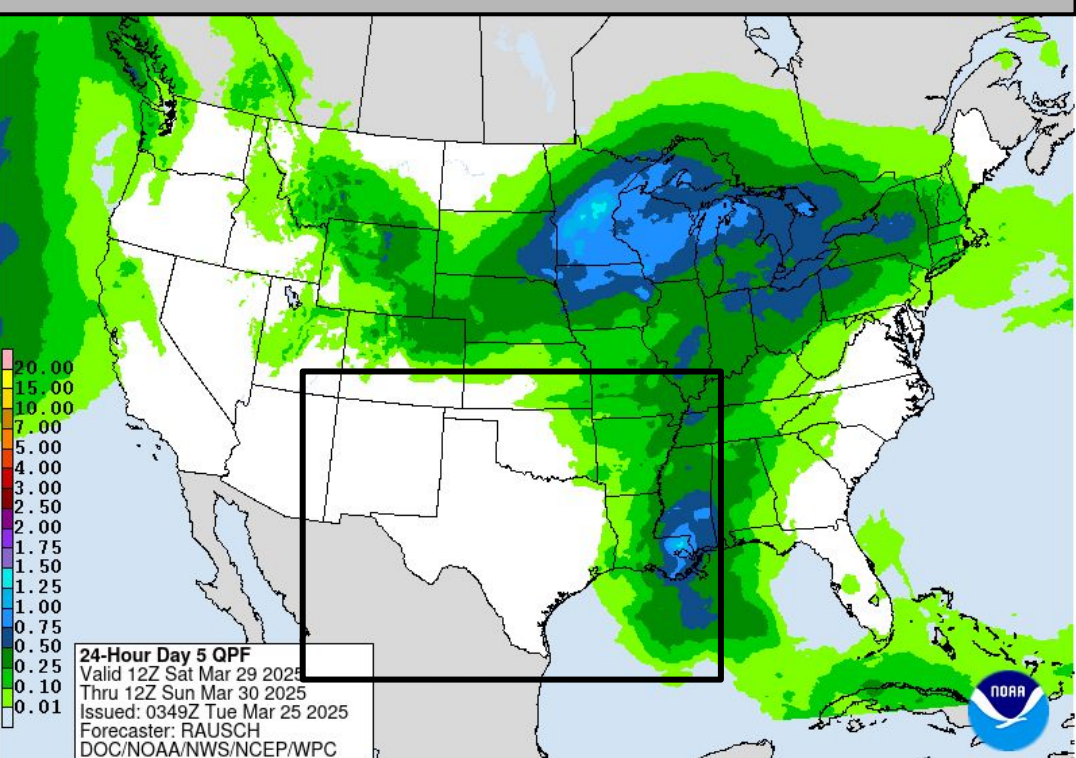 20.00
15.00
10.00
7.00
5.00
4.00
3.00
2.50
2.00
1.75
1.50
1.25
1.00
0.75
0.50
0.25
0.10
0.01
24-Hour Day 5 QPF
Valid 12Z Sat Mar 29 2025
Thru 12Z Sun Mar 30 2025
Issued: 0349Z Tue Mar 25 2025
Forecaster: RAUSCH
DOC/NOAA/NWS/NCEP/WPC
NOAA